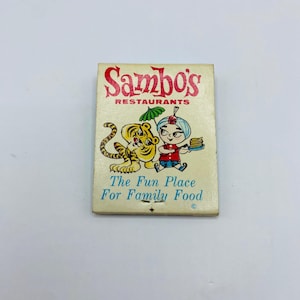 Sambo's
RESTAURANTS
The Fun Place
For Family Food